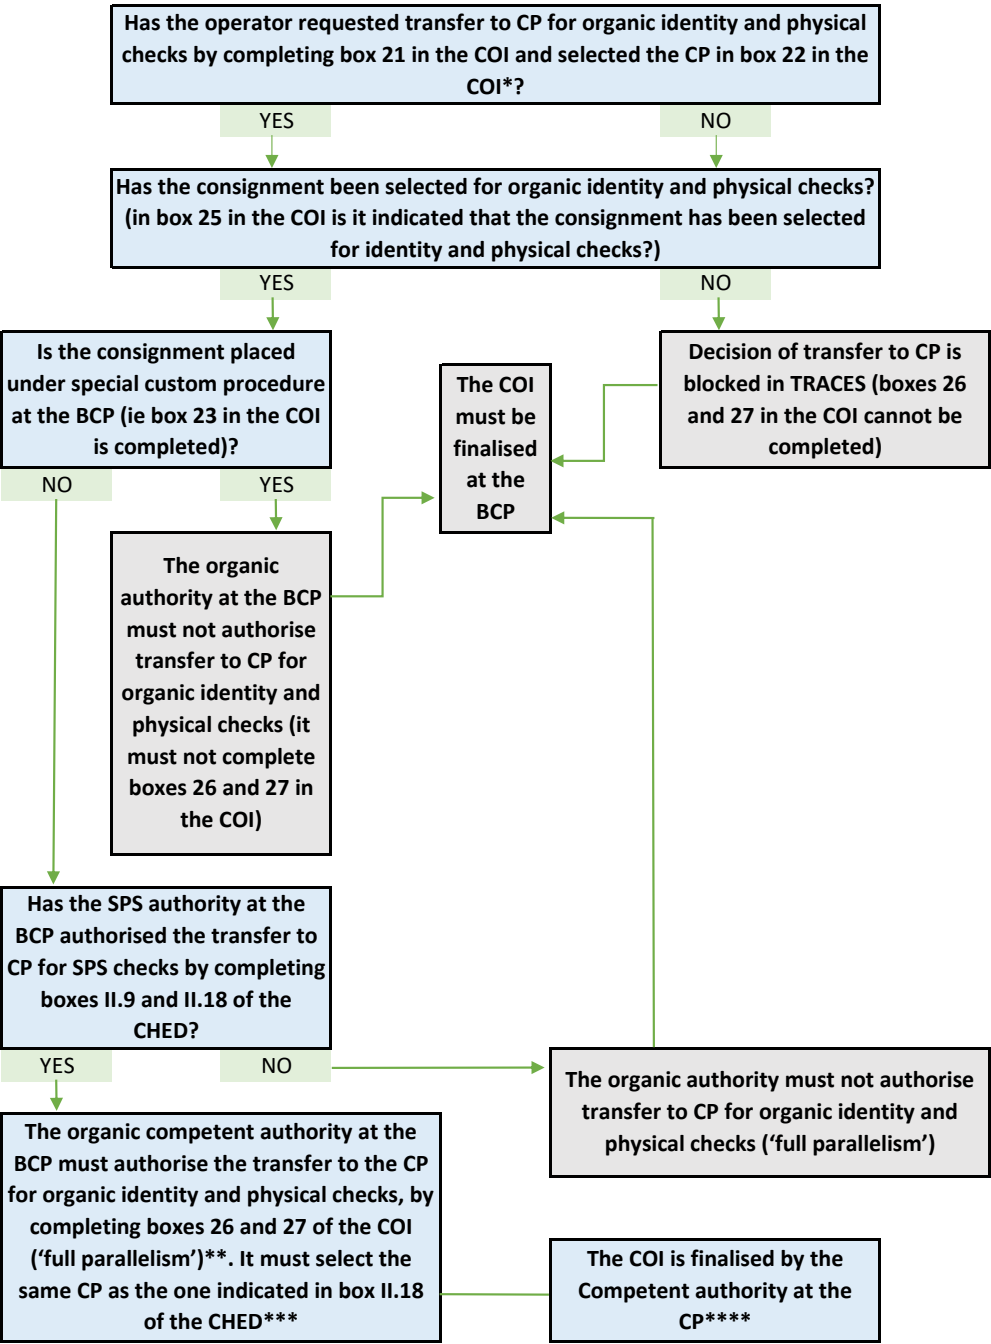 Has the operator requested transfer to CP for organic identity and physical
checks by completing box 21 in the COI and selected the CP in box 22 in the
COI*?
YES
NO
Has the consignment been selected for organic identity and physical checks?
(in box 25 in the COI is it indicated that the consignment has been selected
for identity and physical checks?)
YES
NO
Is the consignment placed
under special custom procedure
at the BCP (ie box 23 in the COI
is completed)?
The COI
must be
finalised
at the
BCP
Decision of transfer to CP is
blocked in TRACES (boxes 26
and 27 in the COI cannot be
completed)
NO
YES
The organic
authority at the BCP
must not authorise
transfer to CP for
organic identity and
physical checks (it
must not complete
boxes 26 and 27 in
the COI)
Has the SPS authority at the
BCP authorised the transfer to
CP for SPS checks by completing
boxes II.9 and II.18 of the
CHED?
YES
NO
The organic authority must not authorise
transfer to CP for organic identity and
physical checks (‘full parallelism’)
The organic competent authority at the
BCP must authorise the transfer to the CP
for organic identity and physical checks, by
completing boxes 26 and 27 of the COI
(‘full parallelism’)**. It must select the
same CP as the one indicated in box II.18
of the CHED***
The COI is finalised by the
Competent authority at the
CP****